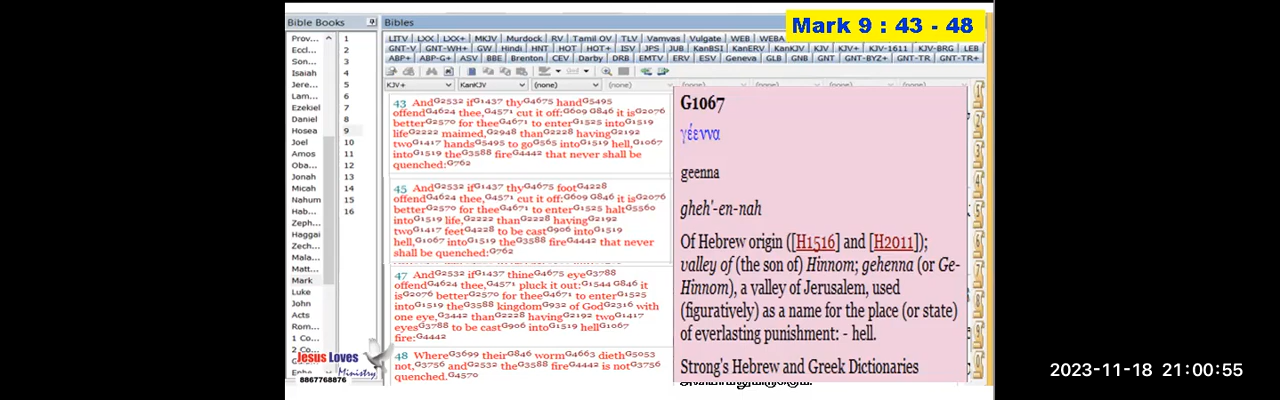 Bible Books
Bibles
Mark 9 : 43 - 48
Prov...
Eccl...
Son...
Isaiah
Jere...
Lam...
Ezekiel
Daniel
Hosea
Joel
Amos
Oba...
Jonah
Micah
Nahum
Hab...
Zeph...
Haggai
Zech...
Mala...
Matt...
Mark
Luke
John
Acts
Rom...
1 Co...
1
2
3
4
5
6
7
8
9
10
11
12
13
14
15
16
LITV LXX LXX+ MKJV Murdock RV Tamil OV TLV Vamvas Vulgate WEB WEBA
GNT-V GNT-WH+ GW Hindi HNT HOT HOT+ ISV JPS JUB KanBSI KanERV KanKJV KJV KJV+ KJV-1611 KJV-BRG LEB
ABP+ ABP-G+ ASV BBE Brenton CEV Darby DRB EMTV ERV ESV Geneva GLB GNB GNT GNT-BYZ+ GNT-TR GNT-TR+
KJV+ KanKJV (none) (none)
43 AndG2532 ifG1437 thyG4675 handG5495
offendG4624 thee,G4571 cut it off:G609 G846 it isG2076
betterG2570 for theeG4671 to enterG1525 intoG1519
lifeG2222 maimed,G2948 thanG2228 havingG2192
twoG1417 handsG5495 to goG565 intoG1519 hell,G1067
intoG1519 theG3588 fireG4442 that never shall be
quenched:G762
45 AndG2532 ifG1437 thyG4675 footG4228
offendG4624 thee,G4571 cut it off:G609 G846 it isG2076
betterG2570 for theeG4671 to enterG1525 haltG5560
intoG1519 life,G2222 thanG2228 havingG2192
twoG1417 feetG4228 to be castG906 intoG1519
hell,G1067 intoG1519 theG3588 fireG4442 that never
shall be quenched:G762
47 AndG2532 ifG1437 thineG4675 eyeG3788
offendG4624 thee,G4571 pluck it out:G1544 G846 it
isG2076 betterG2570 for theeG4671 to enterG1525
intoG1519 theG3588 kingdomG932 of GodG2316 with
one eye,G3442 thanG2228 havingG2192 twoG1417
eyesG3788 to be castG906 intoG1519 hellG1067
fire:G4442
48 WhereG3699 theirG846 wormG4663 diethG5053
not,G3756 andG2532 theG3588 fireG4442 is notG3756
quenched.G4570
G1067
γέεννα
geenna
gheh'-en-nah
Of Hebrew origin ([H1516] and [H2011]);
valley of (the son of) Hinnom; gehenna (or Ge-
Hinnom), a valley of Jerusalem, used
(figuratively) as a name for the place (or state)
of everlasting punishment: - hell.
Strong's Hebrew and Greek Dictionaries
Jesus Loves
Ministry
8867768876
2023-11-18 21:00:55